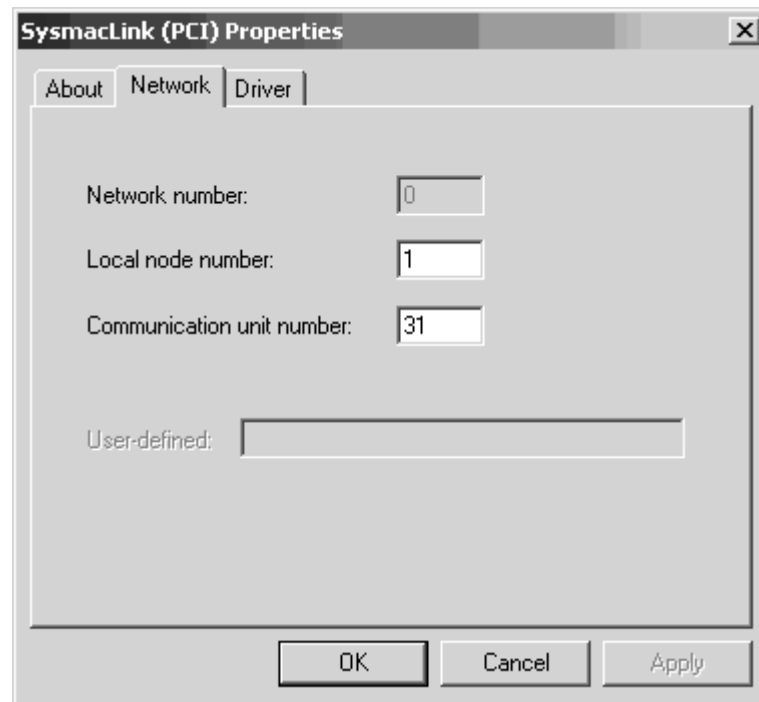 SysmacLink (PCI) Properties
About Network Driver
Network number: 0
Local node number: 1
Communication unit number: 31
User-defined:
OK Cancel Apply